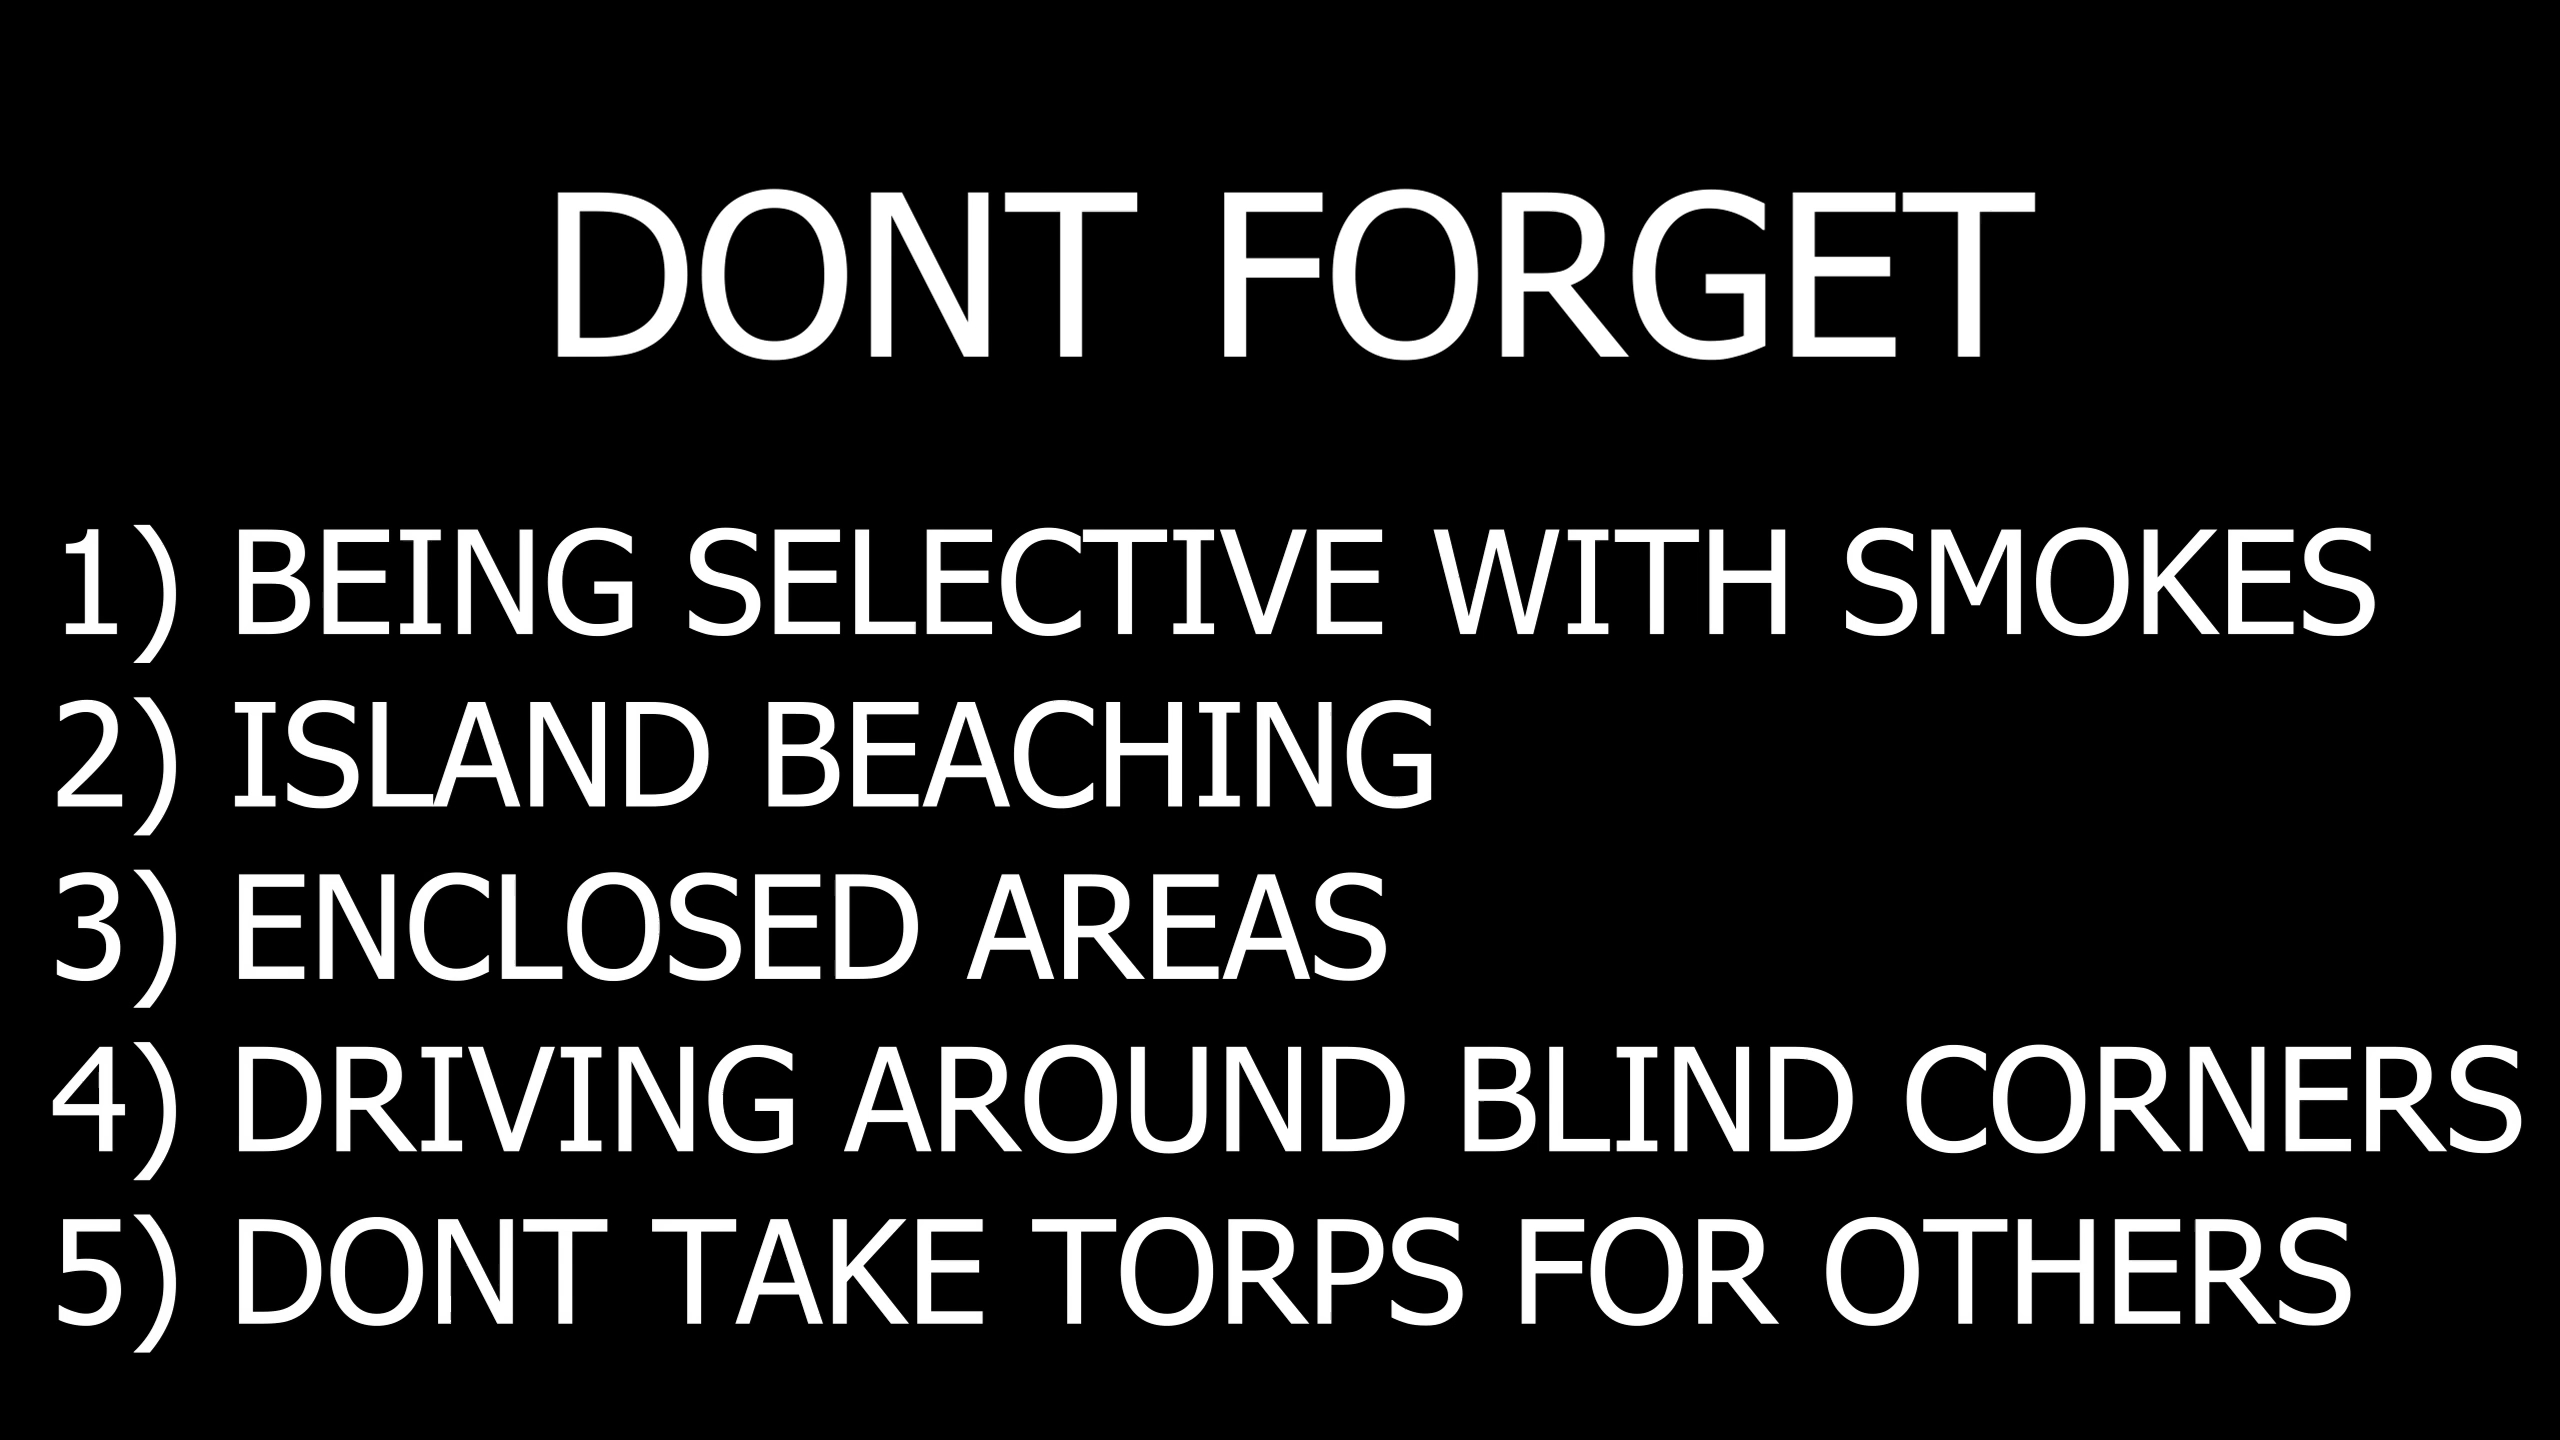 DONT FORGET
1) BEING SELECTIVE WITH SMOKES
2) ISLAND BEACHING
3) ENCLOSED AREAS
4) DRIVING AROUND BLIND CORNERS
5) DONT TAKE TORPS FOR OTHERS